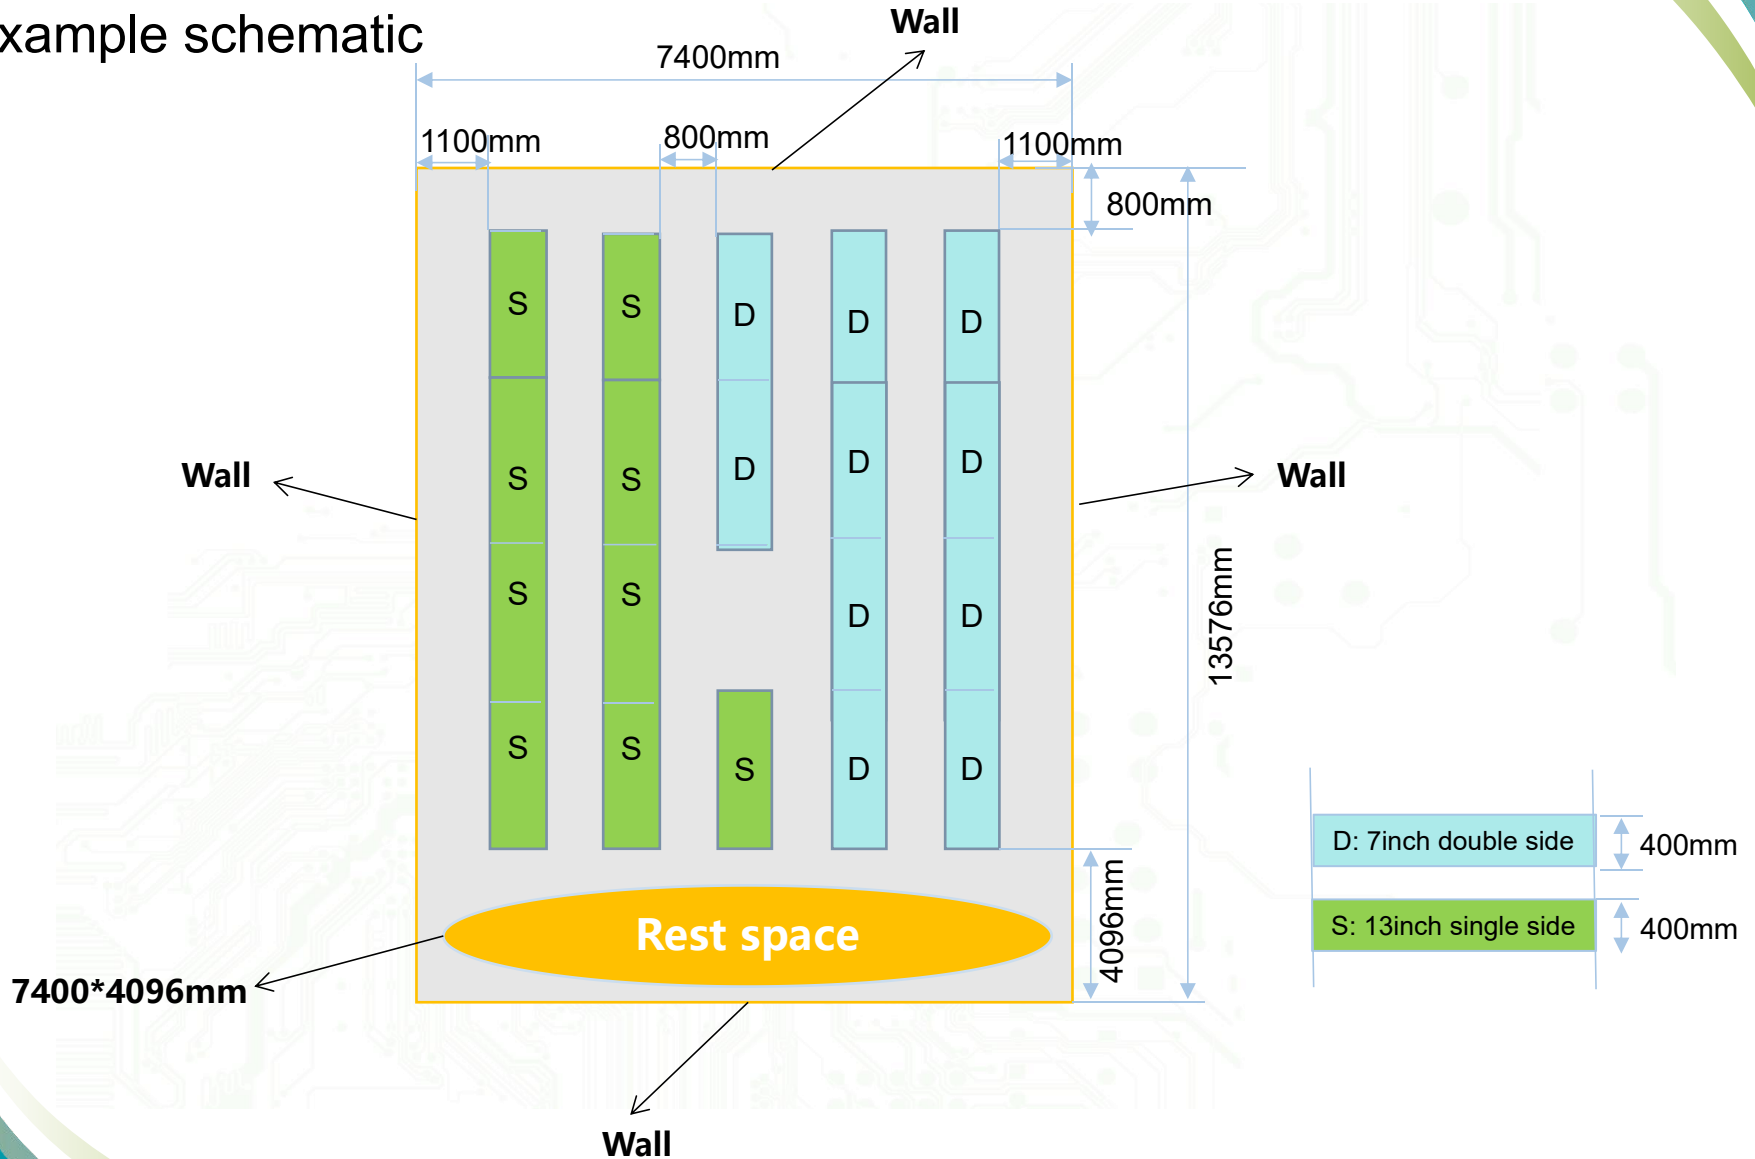 xample schematic
Wall
7400mm
1100mm
800mm
1100mm
800mm
S
S
D
D
D
S
S
D
D
D
Wall
Wall
S
S
D
D
13576mm
S
S
S
D
D
D: 7inch double side
400mm
S: 13inch single side
400mm
4096mm
Rest space
7400*4096mm
Wall